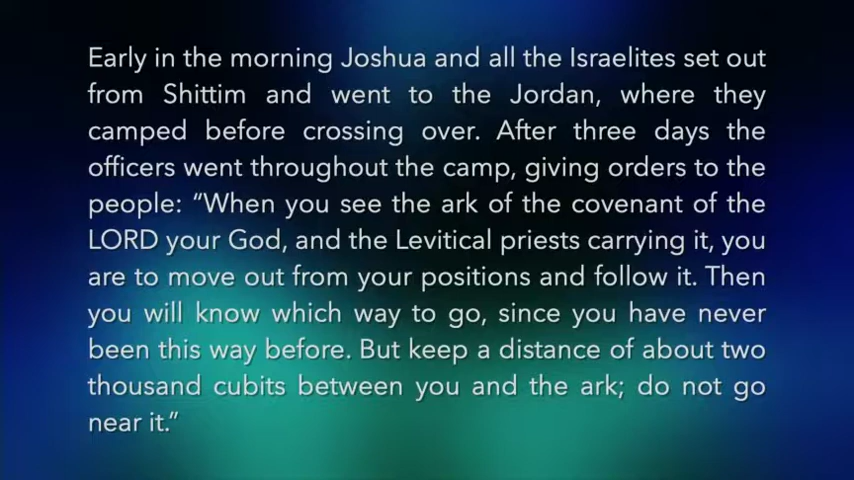 Early in the morning Joshua and all the Israelites set out
from Shittim and went to the Jordan, where they
camped before crossing over. After three days the
officers went throughout the camp, giving orders to the
people: “When you see the ark of the covenant of the
LORD your God, and the Levitical priests carrying it, you
are to move out from your positions and follow it. Then
you will know which way to go, since you have never
been this way before. But keep a distance of about two
thousand cubits between you and the ark; do not go
near it.”